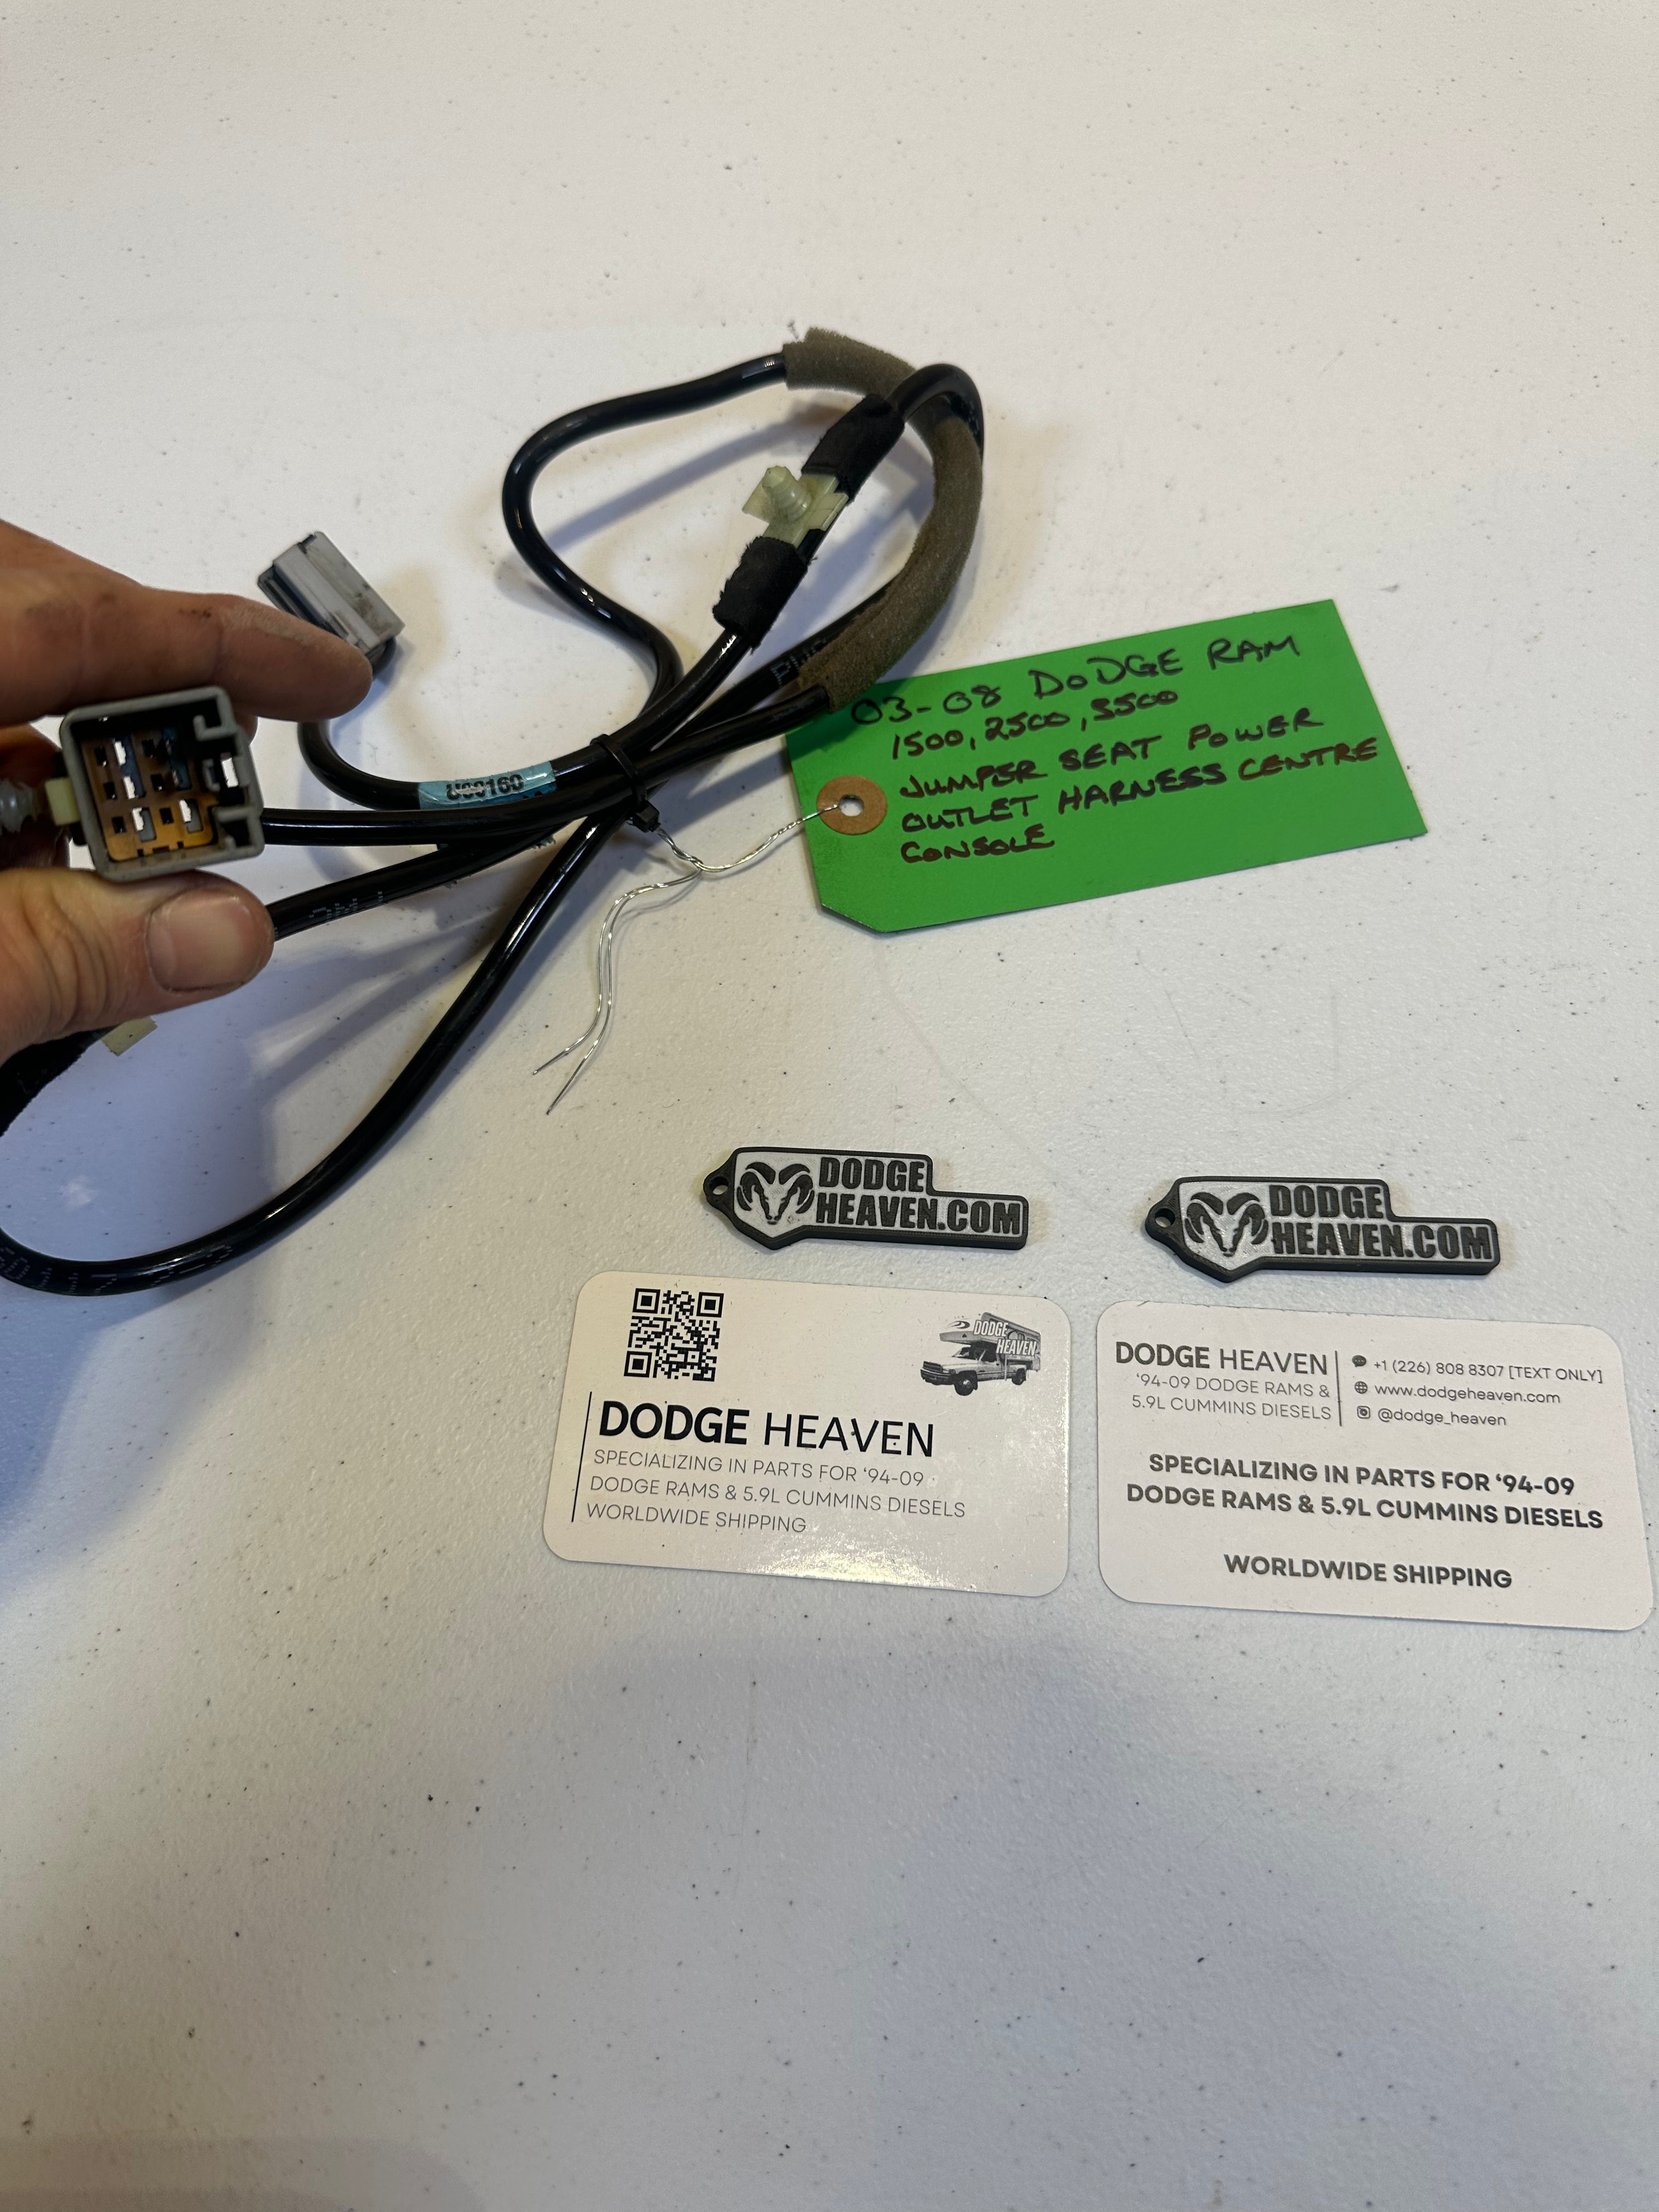 03-08 DODGE RAM
1500, 2500, 3500
JUMPER SEAT POWER
OUTLET HARNESS CENTRE
CONSOLE
DODGE
HEAVEN.COM
DODGE
HEAVEN.COM
DODGE
HEAVEN
DODGE HEAVEN
SPECIALIZING IN PARTS FOR ‘94-09
DODGE RAMS & 5.9L CUMMINS DIESELS
WORLDWIDE SHIPPING
DODGE HEAVEN
‘94-09 DODGE RAMS &
5.9L CUMMINS DIESELS
+1 (226) 808 8307 [TEXT ONLY]
www.dodgeheaven.com
@dodge_heaven
SPECIALIZING IN PARTS FOR ‘94-09
DODGE RAMS & 5.9L CUMMINS DIESELS
WORLDWIDE SHIPPING